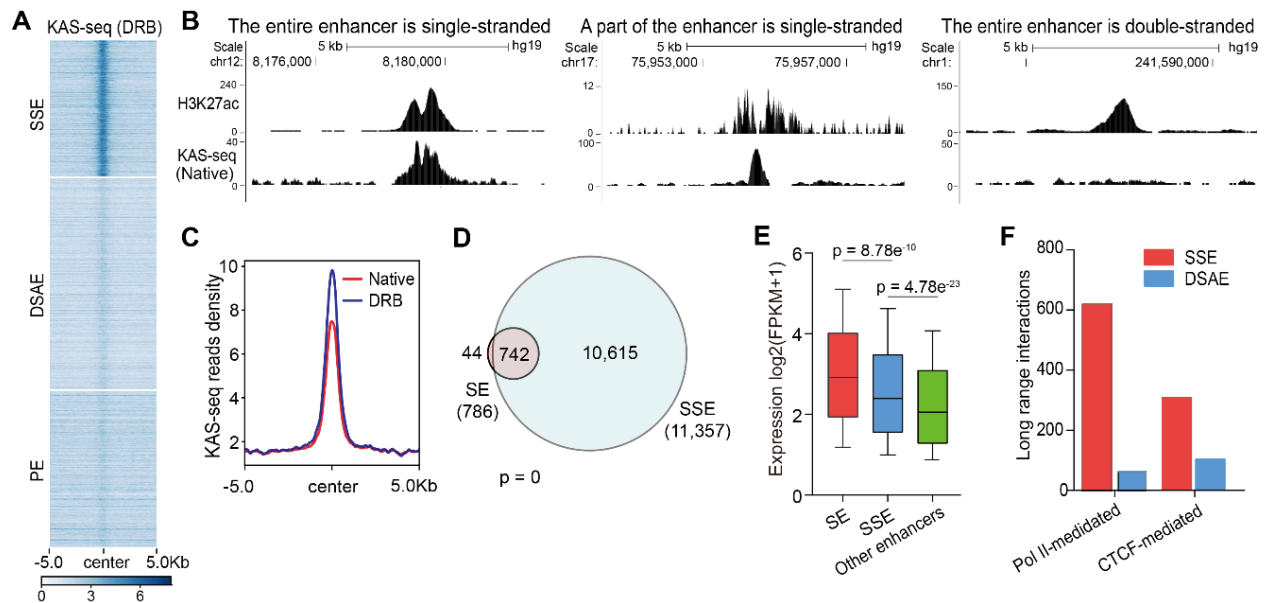 A
KAS-seq (DRB)
SSE
DSAE
PE
-5.0 center 5.0Kb
0 3 6
B
The entire enhancer is single-stranded
Scale 5 kb hg19
chr12: 8,176,000 8,180,000
240
H3K27ac
0
40
KAS-seq
(Native)
0
A part of the enhancer is single-stranded
Scale 5 kb hg19
chr17: 75,953,000 75,957,000
12
0
100
0
The entire enhancer is double-stranded
Scale 5 kb hg19
chr1: 241,590,000
150
0
50
0
C
KAS-seq reads density
10
8
6
4
2
Native
DRB
-5.0 center 5.0Kb
D
44 742 10,615
SE
(786)
SSE
(11,357)
p = 0
E
Expression log2(FPKM+1)
6
4
2
0
p = 8.78e-10
p = 4.78e-23
SE
SSE
Other enhancers
F
Long range interactions
800
600
400
200
0
SSE
DSAE
Pol II-medidated
CTCF-mediated